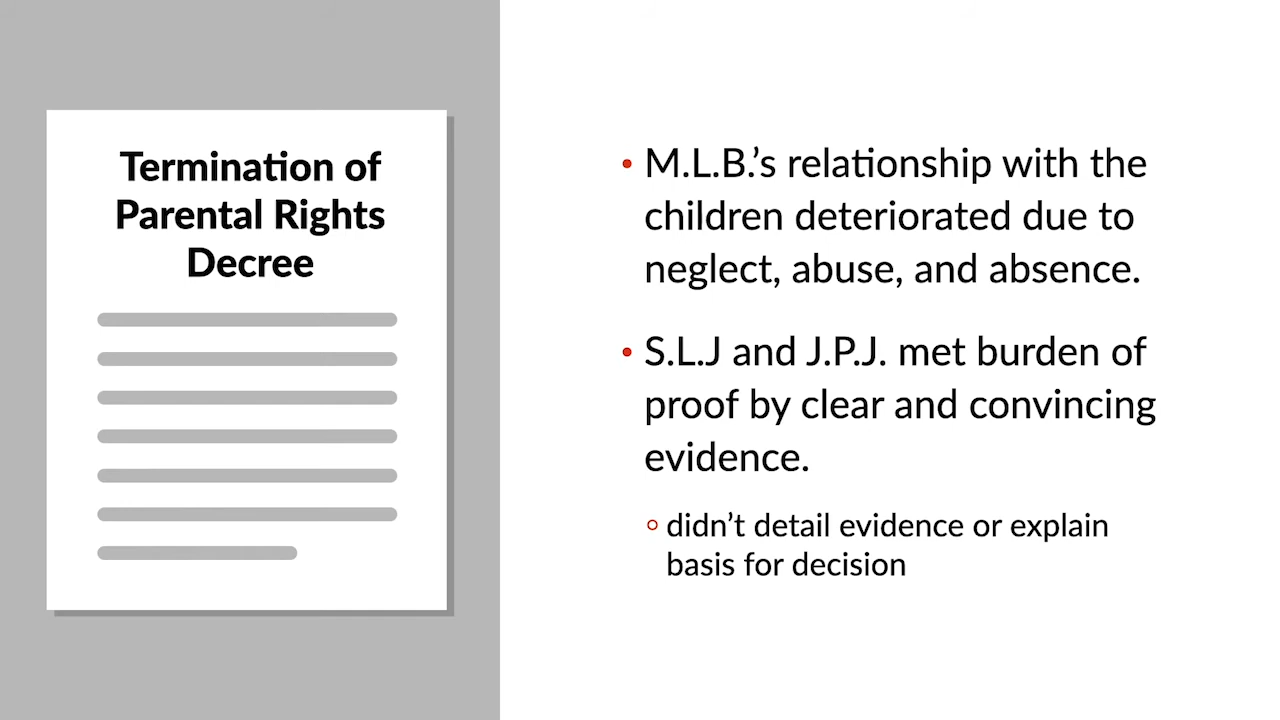 Termination of
Parental Rights
Decree
• M.L.B.’s relationship with the
children deteriorated due to
neglect, abuse, and absence.
• S.L.J and J.P.J. met burden of
proof by clear and convincing
evidence.
○ didn’t detail evidence or explain
basis for decision